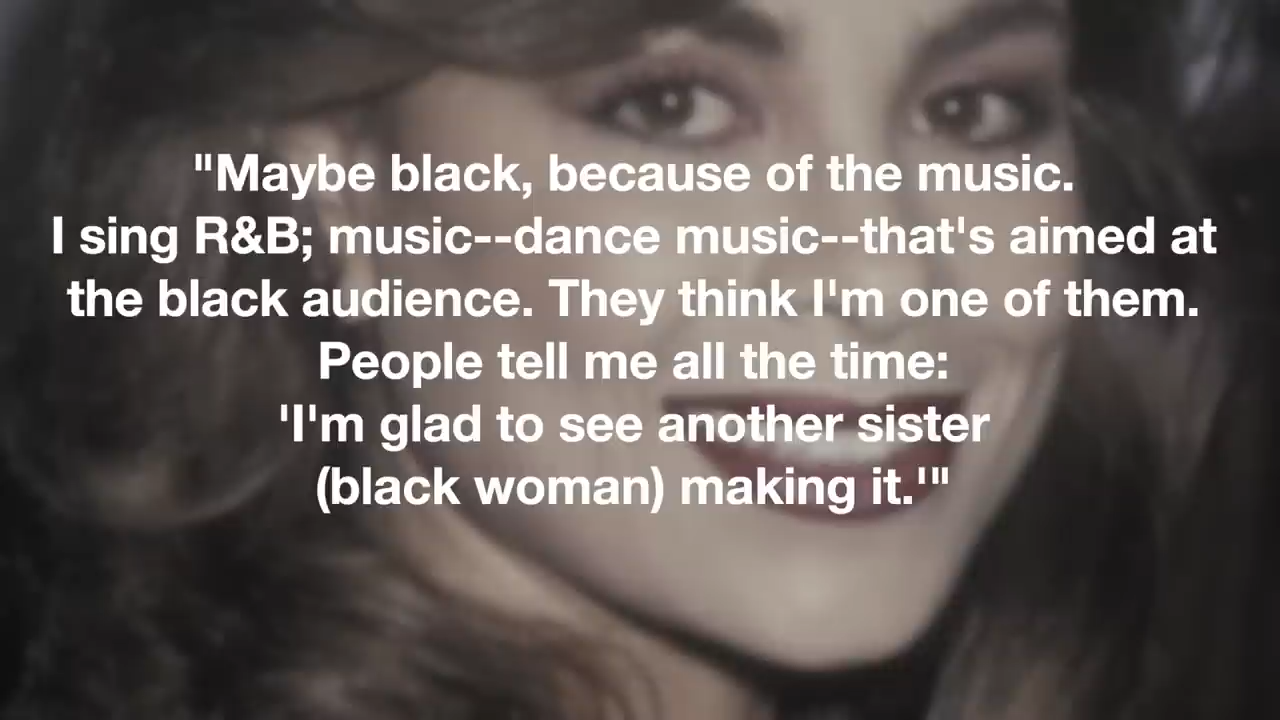 "Maybe black, because of the music.
I sing R&B; music--dance music--that's aimed at
the black audience. They think I'm one of them.
People tell me all the time:
'I'm glad to see another sister
(black woman) making it.'"